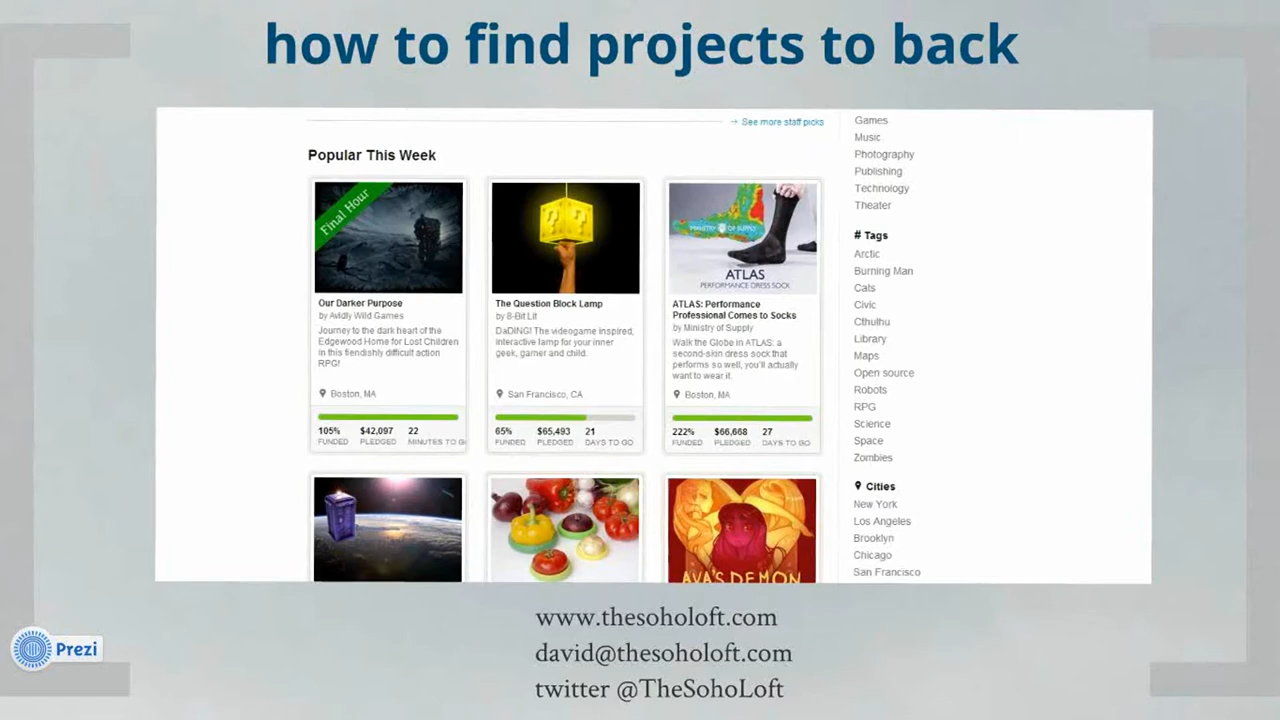 how to find projects to back
→ See more staff picks
Popular This Week
Final Hour
Our Darker Purpose
by Avidly Wild Games
Journey to the dark heart of the
Edgewood Home for Lost Children
in this fiendishly difficult action
RPG!
Boston, MA
105%
FUNDED
$42,097
PLEDGED
22
MINUTES TO G
The Question Block Lamp
by 8-Bit Lit
DaDING! The videogame inspired,
interactive lamp for your inner
geek, gamer and child.
San Francisco, CA
65%
FUNDED
$65,493
PLEDGED
21
DAYS TO GO
MINISTRY OF SUPPLY
ATLAS
PERFORMANCE DRESS SOCK
ATLAS: Performance
Professional Comes to Socks
by Ministry of Supply
Walk the Globe in ATLAS: a
second-skin dress sock that
performs so well, you'll actually
want to wear it.
Boston, MA
222%
FUNDED
$66,668
PLEDGED
27
DAYS TO GO
AVA'S DEMON
Games
Music
Photography
Publishing
Technology
Theater
# Tags
Arctic
Burning Man
Cats
Civic
Cthulhu
Library
Maps
Open source
Robots
RPG
Science
Space
Zombies
Cities
New York
Los Angeles
Brooklyn
Chicago
San Francisco
www.thesoholoft.com
david@thesoholoft.com
twitter @TheSohoLoft
Prezi